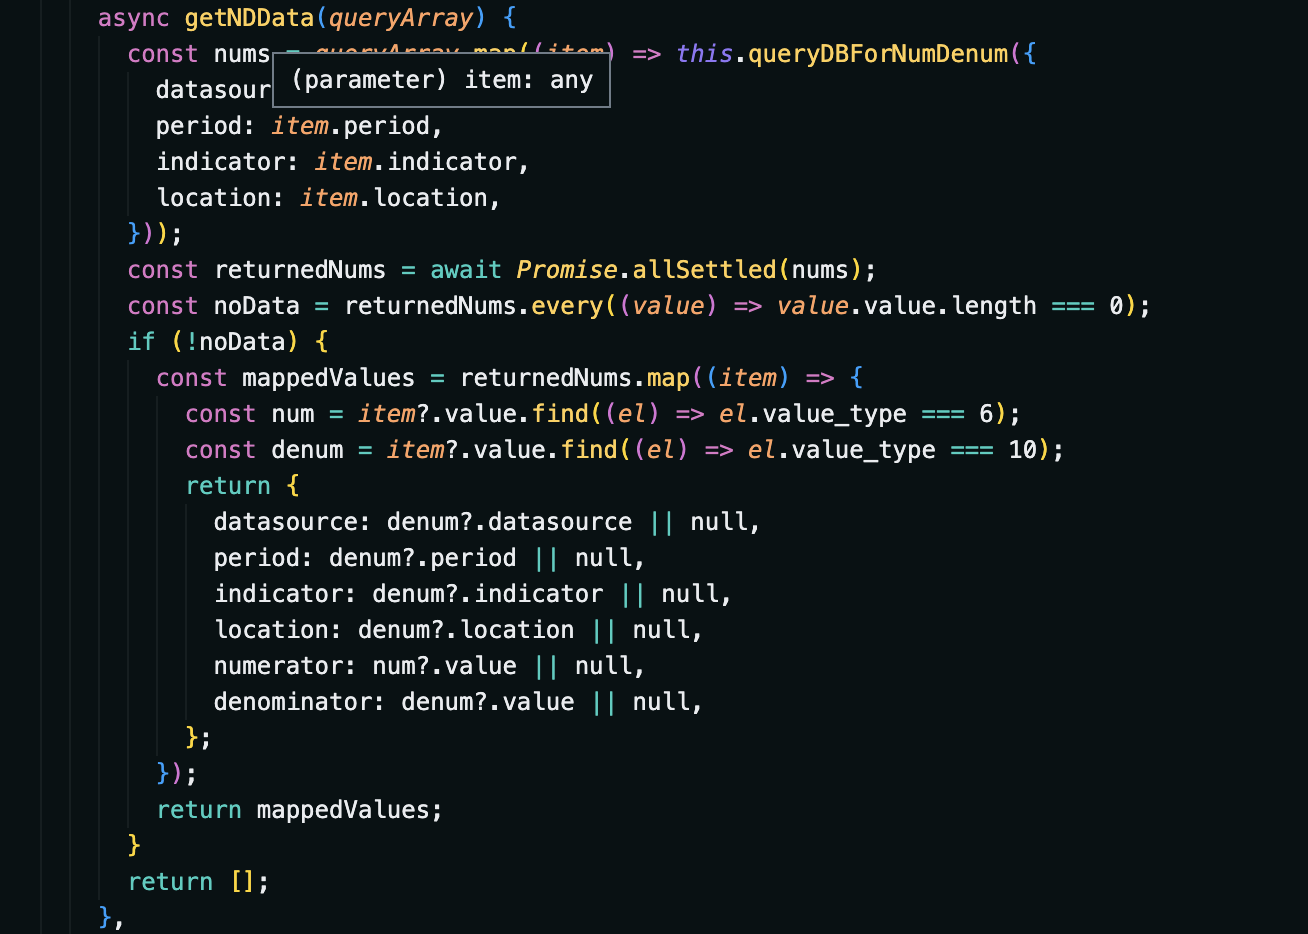 async getNDData(queryArray) {
const nums = queryArray.map((item) => this.queryDBForNumDenum({
(parameter) item: any
datasour
period: item.period,
indicator: item.indicator,
location: item.location,
}));
const returnedNums = await Promise.allSettled(nums);
const noData = returnedNums.every((value) => value.value.length === 0);
if (!noData) {
const mappedValues = returnedNums.map((item) => {
const num = item?.value.find((el) => el.value_type === 6);
const denum = item?.value.find((el) => el.value_type === 10);
return {
datasource: denum?.datasource || null,
period: denum?.period || null,
indicator: denum?.indicator || null,
location: denum?.location || null,
numerator: num?.value || null,
denominator: denum?.value || null,
};
});
return mappedValues;
}
return [];
},